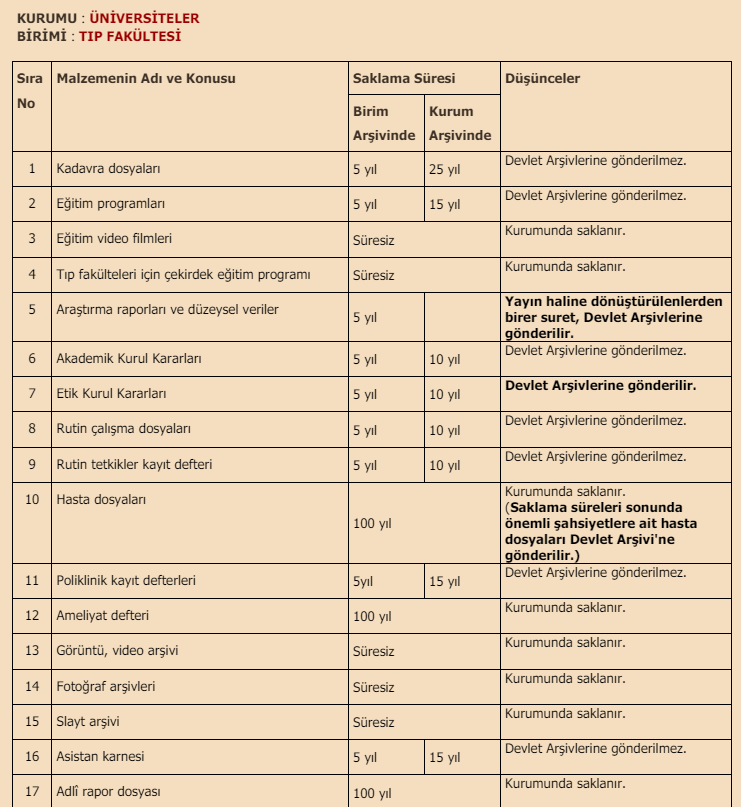 KURUMU : ÜNİVERSİTELER
BİRİMİ : TIP FAKÜLTESİ
Sıra No Malzemenin Adı ve Konusu Saklama Süresi Düşünceler
Birim Arşivinde Kurum Arşivinde
1 Kadavra dosyaları 5 yıl 25 yıl Devlet Arşivlerine gönderilmez.
2 Eğitim programları 5 yıl 15 yıl Devlet Arşivlerine gönderilmez.
3 Eğitim video filmleri Süresiz Kurumunda saklanır.
4 Tıp fakülteleri için çekirdek eğitim programı Süresiz Kurumunda saklanır.
5 Araştırma raporları ve düzeysel veriler 5 yıl Yayın haline dönüştürülenlerden
birer suret, Devlet Arşivlerine
gönderilir.
6 Akademik Kurul Kararları 5 yıl 10 yıl Devlet Arşivlerine gönderilmez.
7 Etik Kurul Kararları 5 yıl 10 yıl Devlet Arşivlerine gönderilir.
8 Rutin çalışma dosyaları 5 yıl 10 yıl Devlet Arşivlerine gönderilmez.
9 Rutin tetkikler kayıt defteri 5 yıl 10 yıl Devlet Arşivlerine gönderilmez.
10 Hasta dosyaları 100 yıl Kurumunda saklanır.
(Saklama süreleri sonunda
önemli şahsiyetlere ait hasta
dosyaları Devlet Arşivi'ne
gönderilir.)
11 Poliklinik kayıt defterleri 5yıl 15 yıl Devlet Arşivlerine gönderilmez.
12 Ameliyat defteri 100 yıl Kurumunda saklanır.
13 Görüntü, video arşivi Süresiz Kurumunda saklanır.
14 Fotoğraf arşivleri Süresiz Kurumunda saklanır.
15 Slayt arşivi Süresiz Kurumunda saklanır.
16 Asistan karnesi 5 yıl 15 yıl Devlet Arşivlerine gönderilmez.
17 Adlî rapor dosyası 100 yıl Kurumunda saklanır.